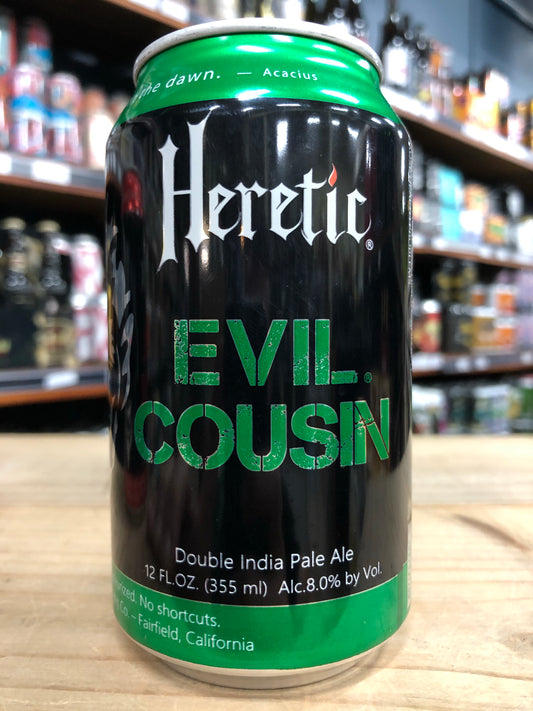 the dawn. — Acacius
Heretic®
EVIL®
COUSIN
Double India Pale Ale
12 FL.OZ. (355 ml) Alc.8.0% by Vol.
No shortcuts.
Co. – Fairfield, California